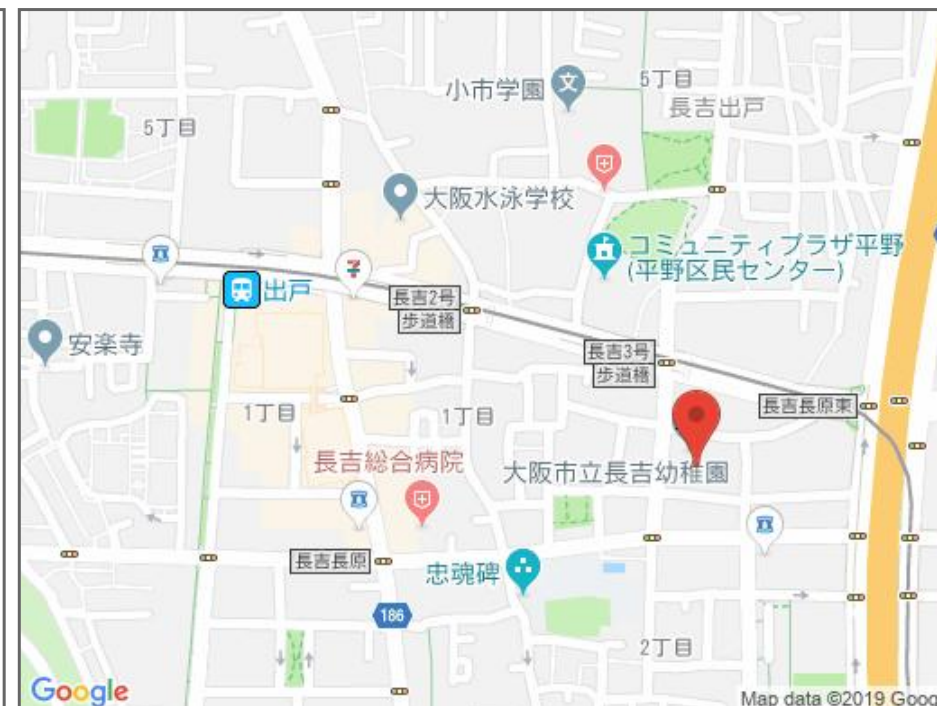 小市学園
文
5丁目
長吉出戸
5丁目
大阪水泳学校
コミュニティプラザ平野
(平野区民センター)
7
出戸
長吉2号
歩道橋
安楽寺
長吉3号
歩道橋
長吉長原東
1丁目
1丁目
長吉総合病院
大阪市立長吉幼稚園
長吉長原
忠魂碑
186
2丁目
Google
Map data ©2019 Goog